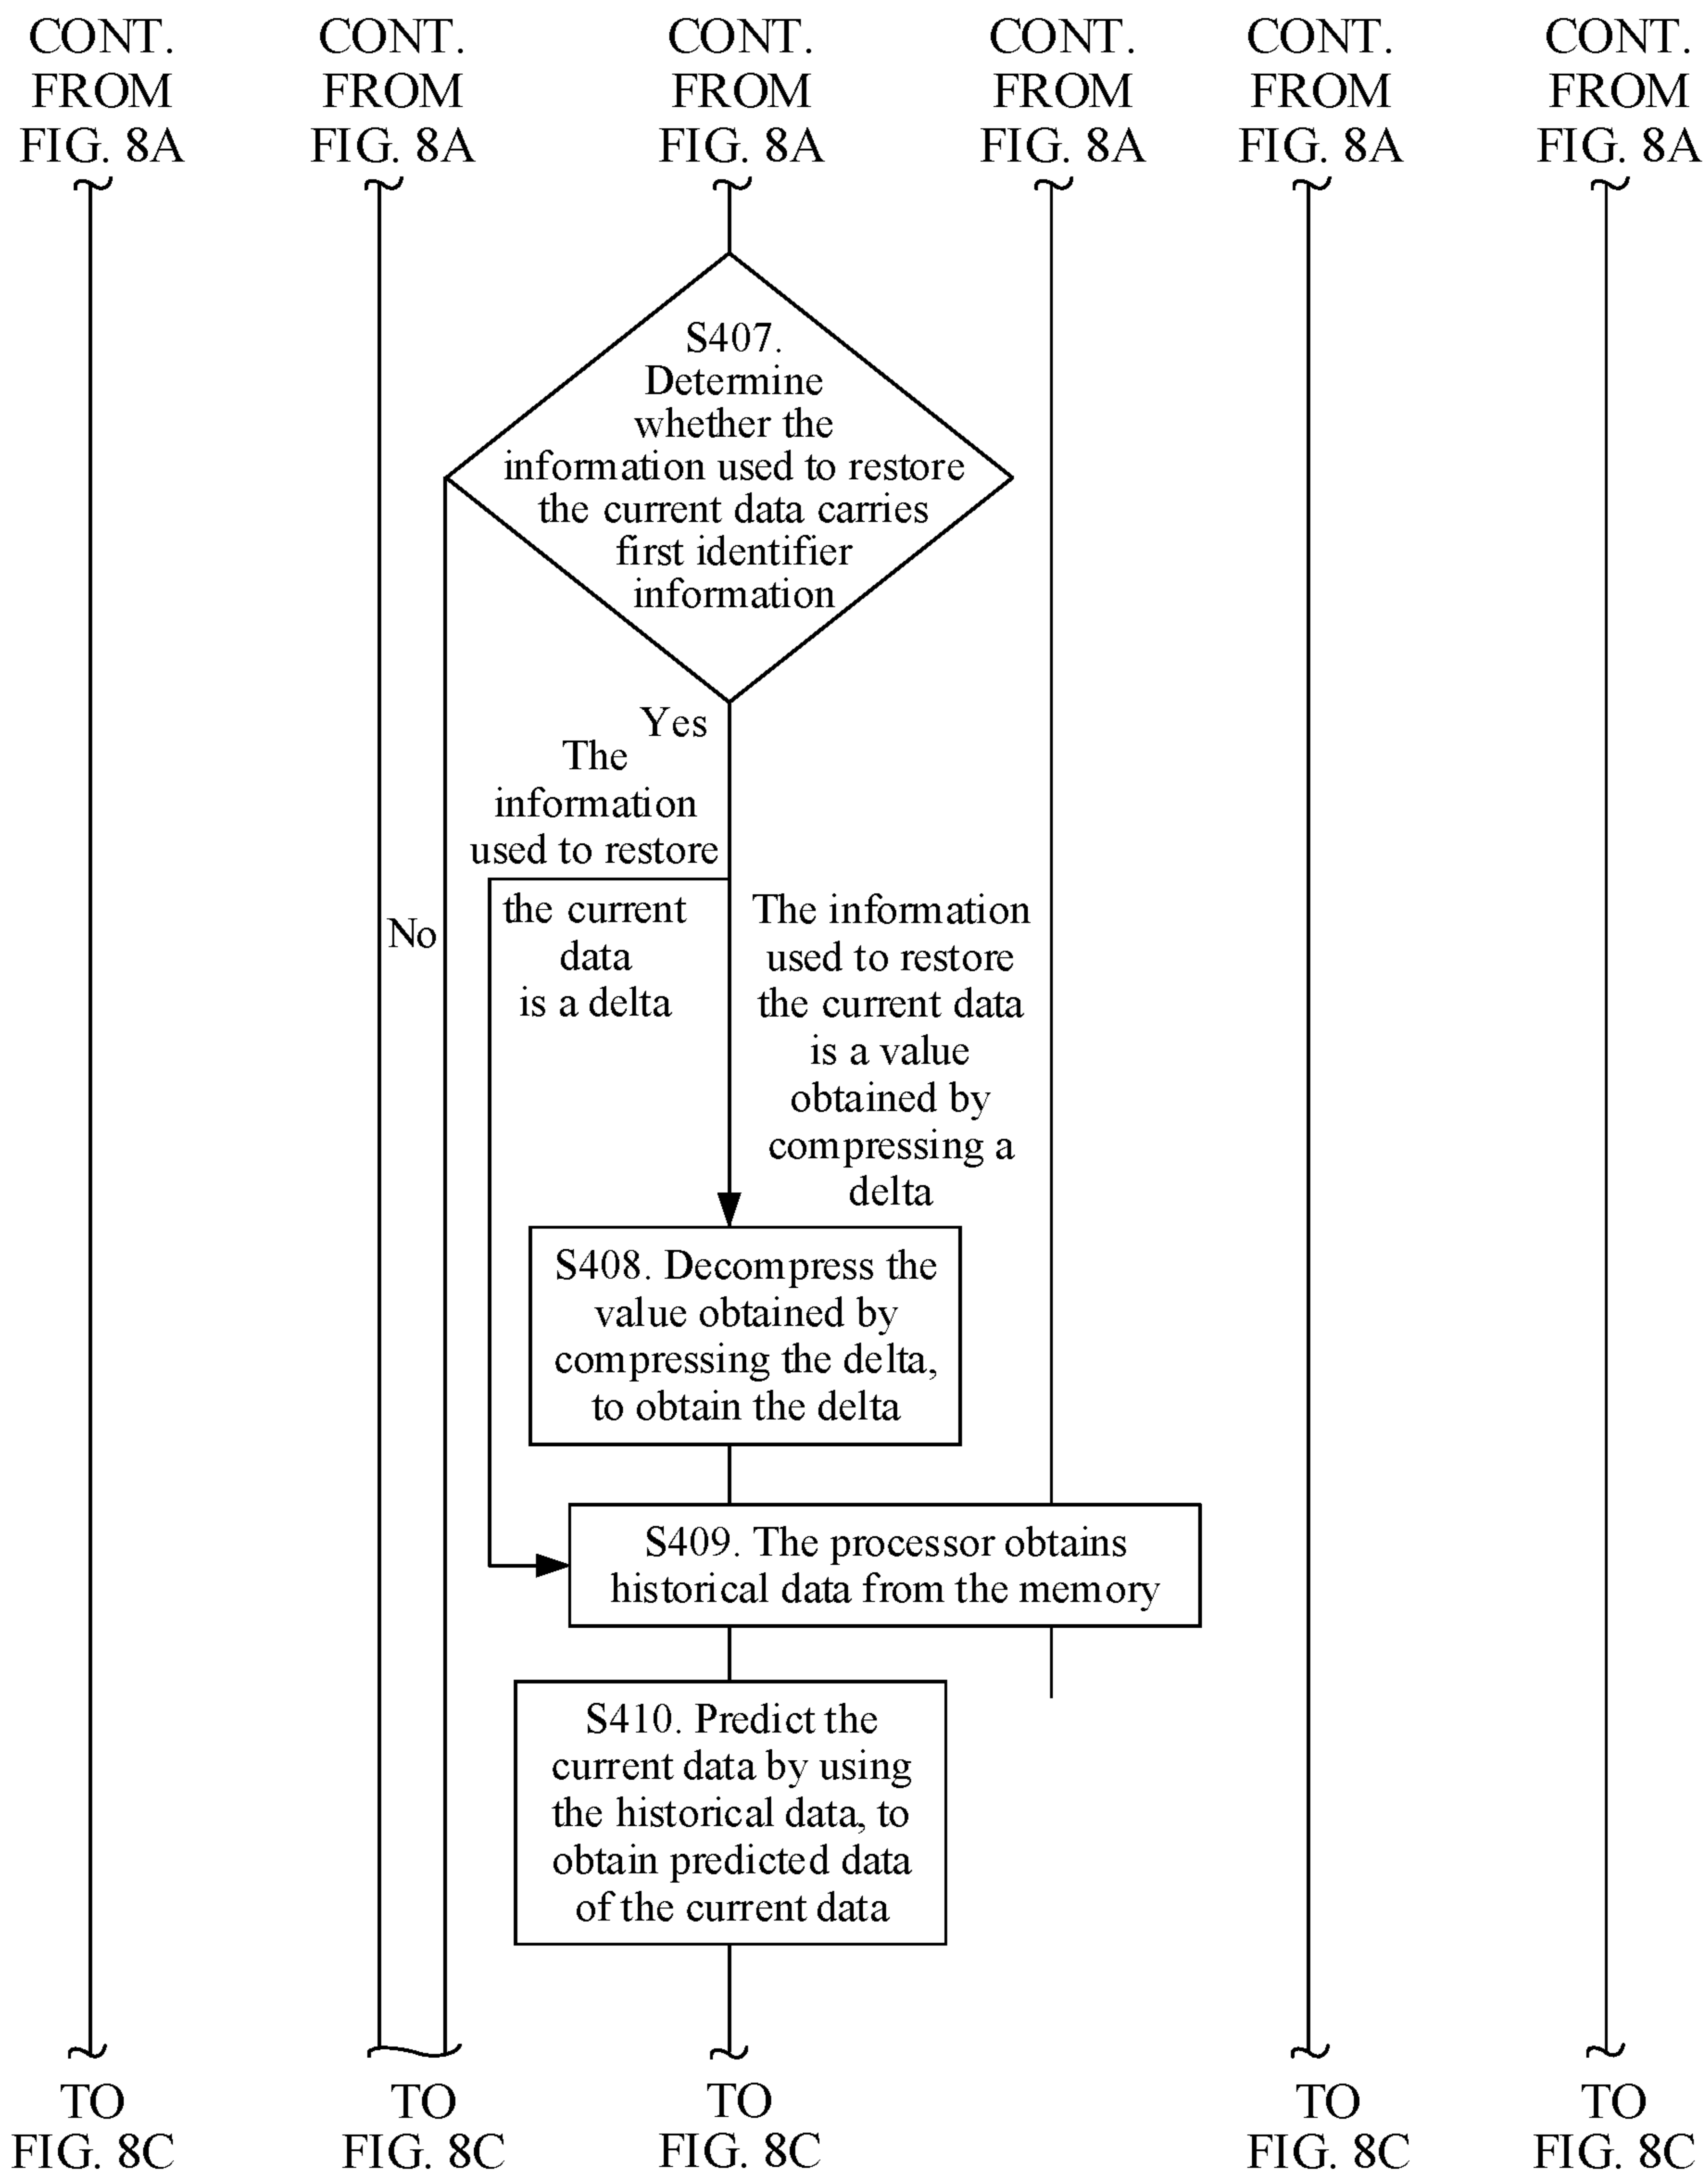 CONT.
FROM
FIG. 8A
CONT.
FROM
FIG. 8A
CONT.
FROM
FIG. 8A
CONT.
FROM
FIG. 8A
CONT.
FROM
FIG. 8A
CONT.
FROM
FIG. 8A
S407.
Determine
whether the
information used to restore
the current data carries
first identifier
information
Yes
No
The
information
used to restore
the current
data
is a delta
The information
used to restore
the current data
is a value
obtained by
compressing a
delta
S408. Decompress the
value obtained by
compressing the delta,
to obtain the delta
S409. The processor obtains
historical data from the memory
S410. Predict the
current data by using
the historical data, to
obtain predicted data
of the current data
TO
FIG. 8C
TO
FIG. 8C
TO
FIG. 8C
TO
FIG. 8C
TO
FIG. 8C